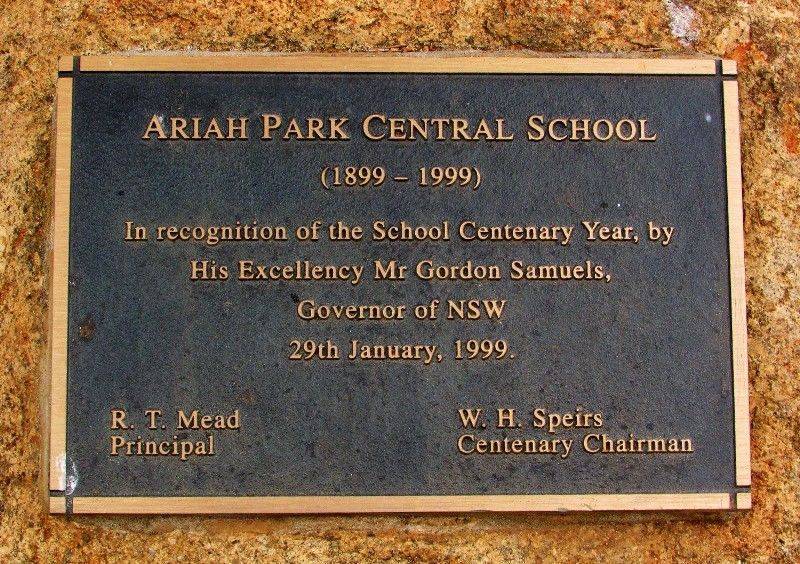 ARIAH PARK CENTRAL SCHOOL
(1899 – 1999)
In recognition of the School Centenary Year, by
His Excellency Mr Gordon Samuels,
Governor of NSW
29th January, 1999.
R. T. Mead
Principal
W. H. Speirs
Centenary Chairman